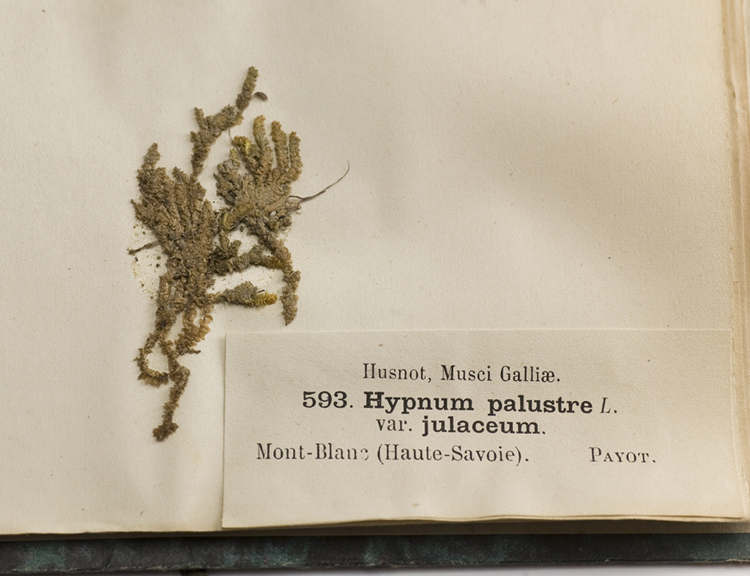 Husnot, Musci Galliæ.
593. Hypnum palustre L.
var. julaceum.
Mont-Blanc (Haute-Savoie). PAYOT.